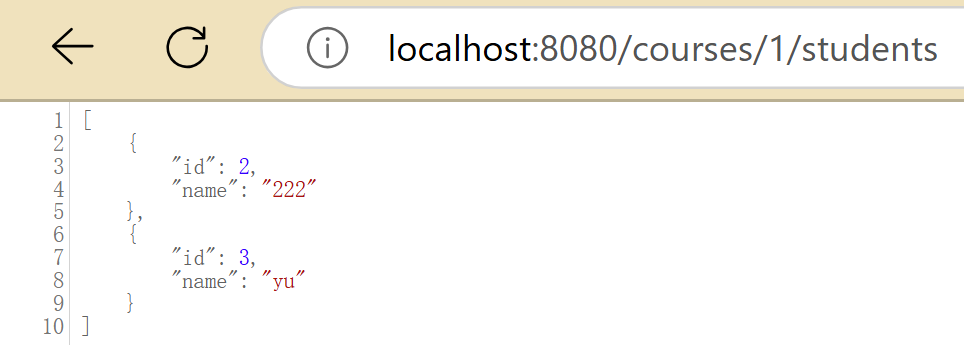 localhost:8080/courses/1/students
1 [
2     {
3         "id": 2,
4         "name": "222"
5     },
6     {
7         "id": 3,
8         "name": "yu"
9     }
10 ]